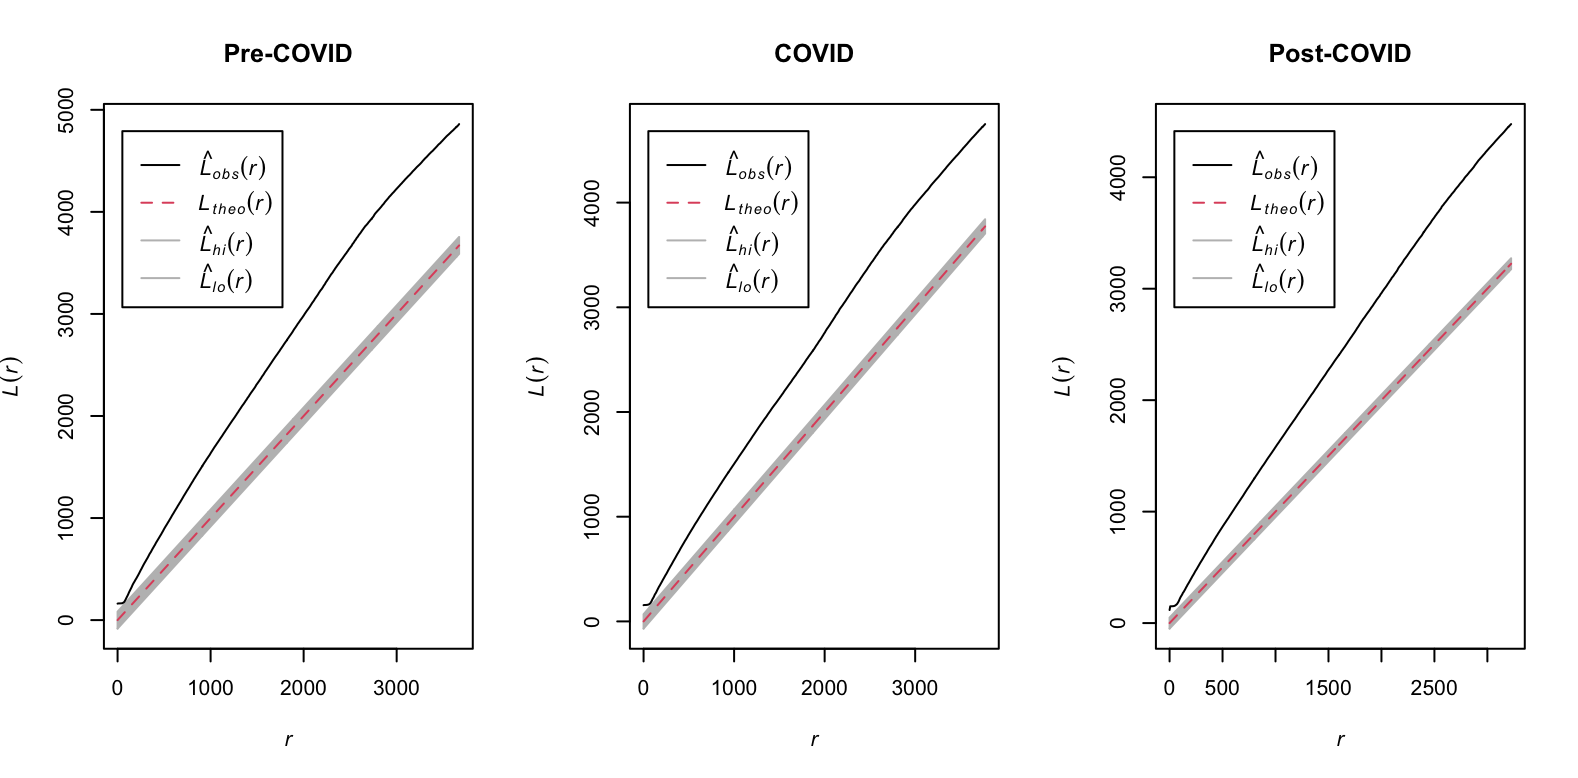 Pre-COVID
L(r)
5000
4000
3000
2000
1000
0
L̂obs(r)
Ltheo(r)
L̂hi(r)
L̂lo(r)
0 1000 2000 3000
r
COVID
L(r)
4000
3000
2000
1000
0
L̂obs(r)
Ltheo(r)
L̂hi(r)
L̂lo(r)
0 1000 2000 3000
r
Post-COVID
L(r)
4000
3000
2000
1000
0
L̂obs(r)
Ltheo(r)
L̂hi(r)
L̂lo(r)
0 500 1500 2500
r